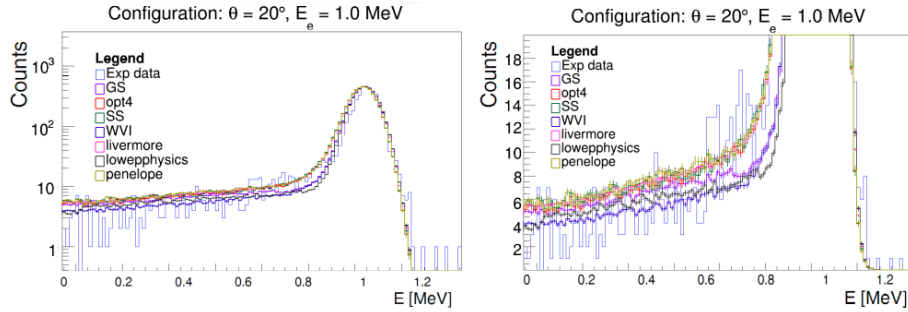 Configuration: θ = 20°, E_e = 1.0 MeV
Counts
10³
10²
10
1
Legend
Exp data
GS
opt4
SS
WVI
livermore
lowepphysics
penelope
0 0.2 0.4 0.6 0.8 1 1.2
E [MeV]
Configuration: θ = 20°, E_e = 1.0 MeV
Counts
18
16
14
12
10
8
6
4
2
Legend
Exp data
GS
opt4
SS
WVI
livermore
lowepphysics
penelope
0 0.2 0.4 0.6 0.8 1 1.2
E [MeV]